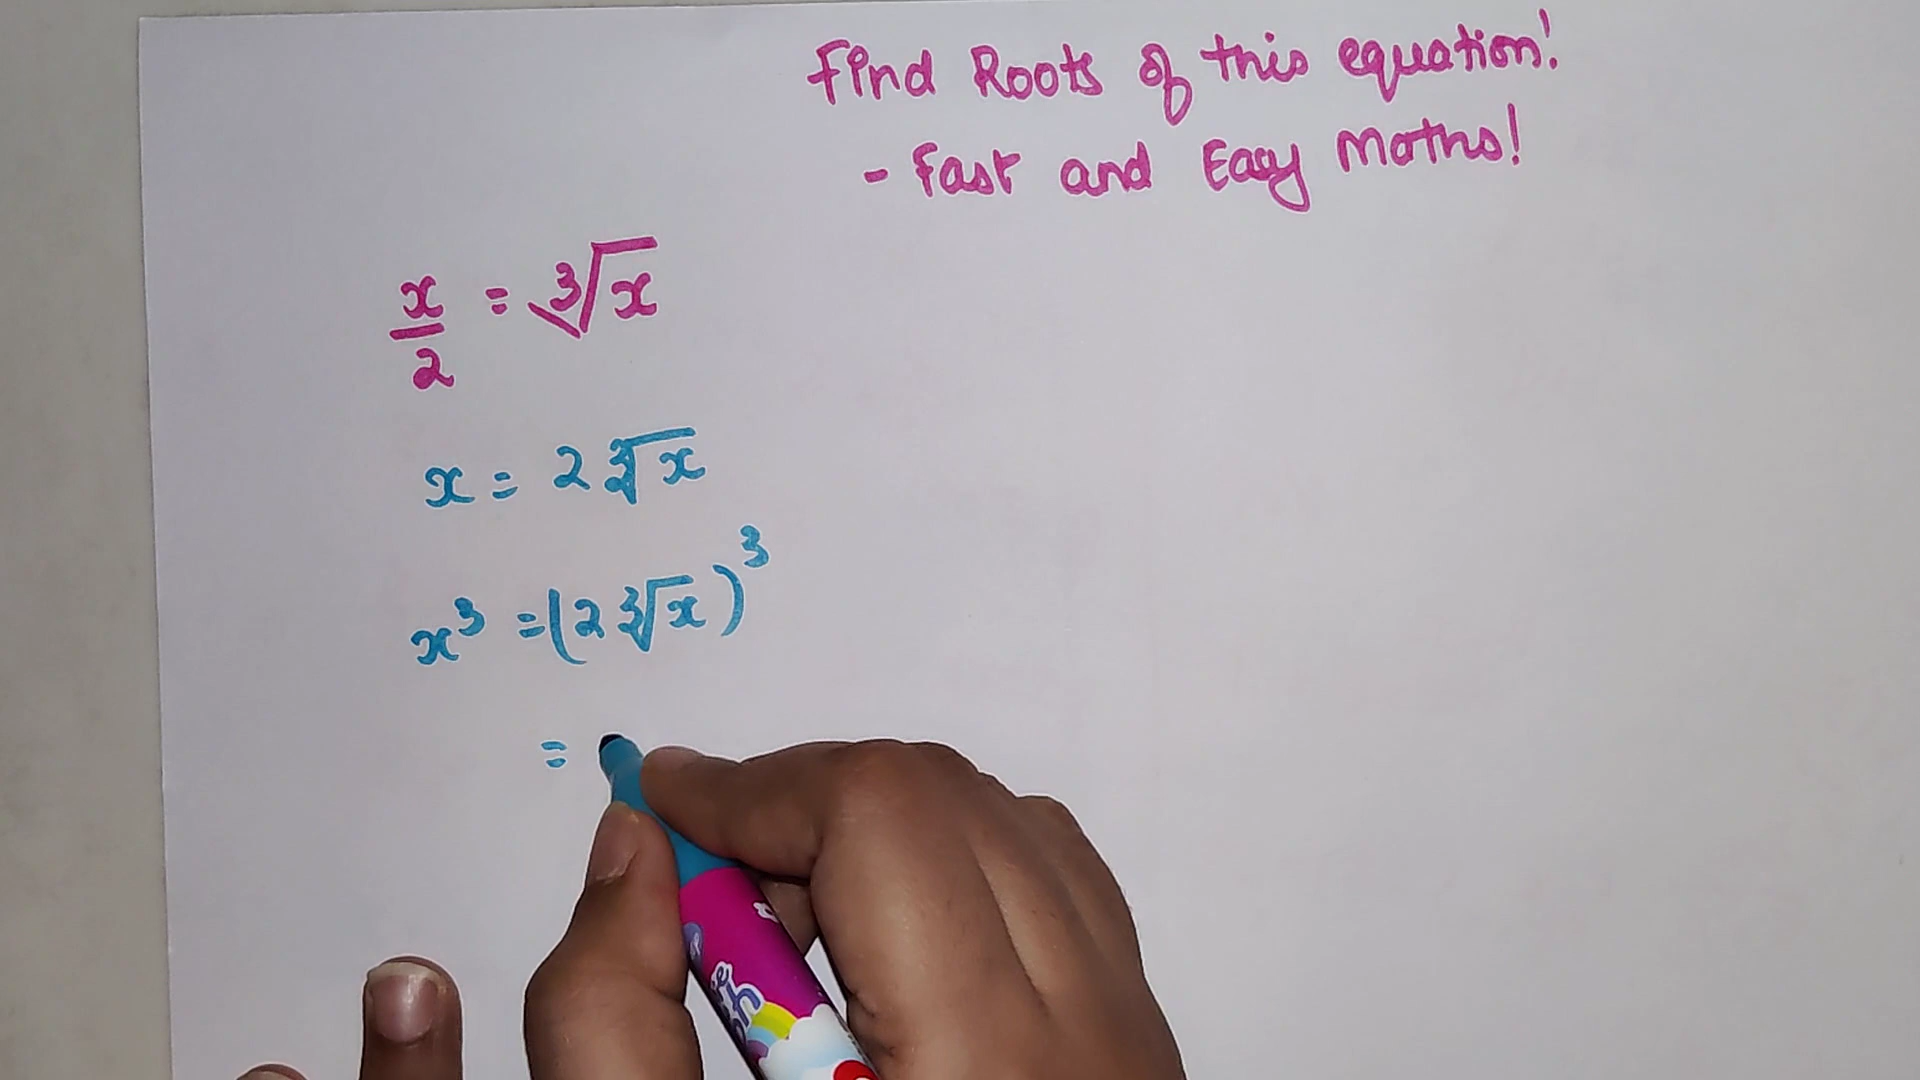 Find Roots of this equation!
- Fast and Easy Maths!
x/2 = ∛x
x = 2∛x
x³ = (2∛x)³
=